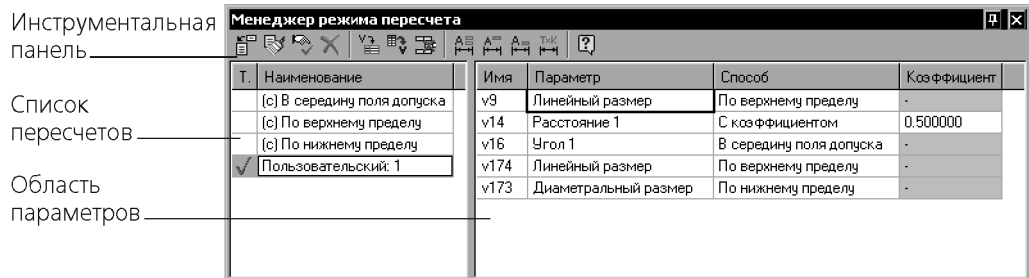 Инструментальная
панель
Список
пересчетов
Область
параметров
Менеджер режима пересчета
Т. Наименование
(с) В середину поля допуска
(с) По верхнему пределу
(с) По нижнему пределу
Пользовательский: 1
Имя Параметр Способ Коэффициент
v9 Линейный размер По верхнему пределу -
v14 Расстояние 1 С коэффициентом 0.500000
v16 Угол 1 В середину поля допуска -
v174 Линейный размер По верхнему пределу -
v173 Диаметральный размер По нижнему пределу -